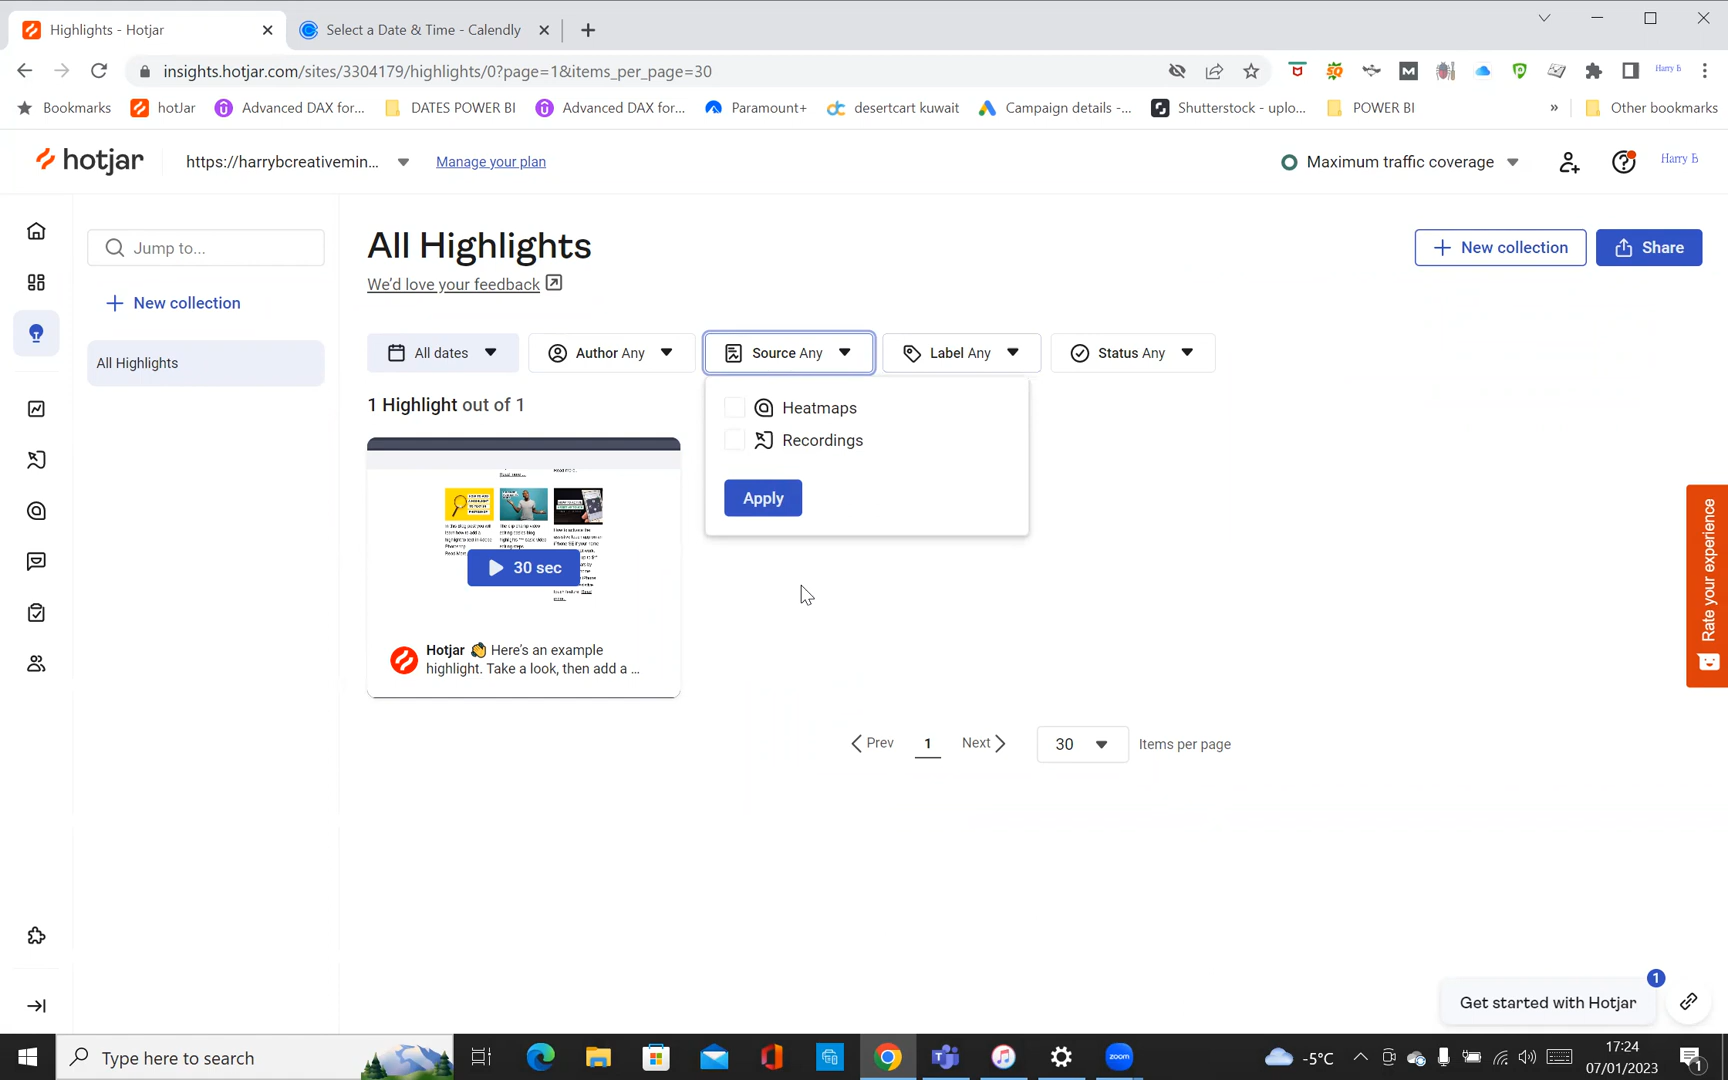 Highlights - Hotjar
Select a Date & Time - Calendly
insights.hotjar.com/sites/3304179/highlights/0?page=1&items_per_page=30
Harry B
Bookmarks
hotJar
Advanced DAX for...
DATES POWER BI
Advanced DAX for...
Paramount+
desertcart kuwait
Campaign details -...
Shutterstock - uplo...
POWER BI
»
Other bookmarks
hotjar
https://harrybcreativemin...
Manage your plan
Maximum traffic coverage
Harry B
Jump to...
New collection
All Highlights
All Highlights
We'd love your feedback
New collection
Share
All dates
Author Any
Source Any
Label Any
Status Any
1 Highlight out of 1
Heatmaps
Recordings
Apply
30 sec
Hotjar 👋 Here's an example
highlight. Take a look, then add a ...
Prev
1
Next
30
Items per page
Rate your experience
1
Get started with Hotjar
Type here to search
zoom
-5°C
17:24
07/01/2023
1